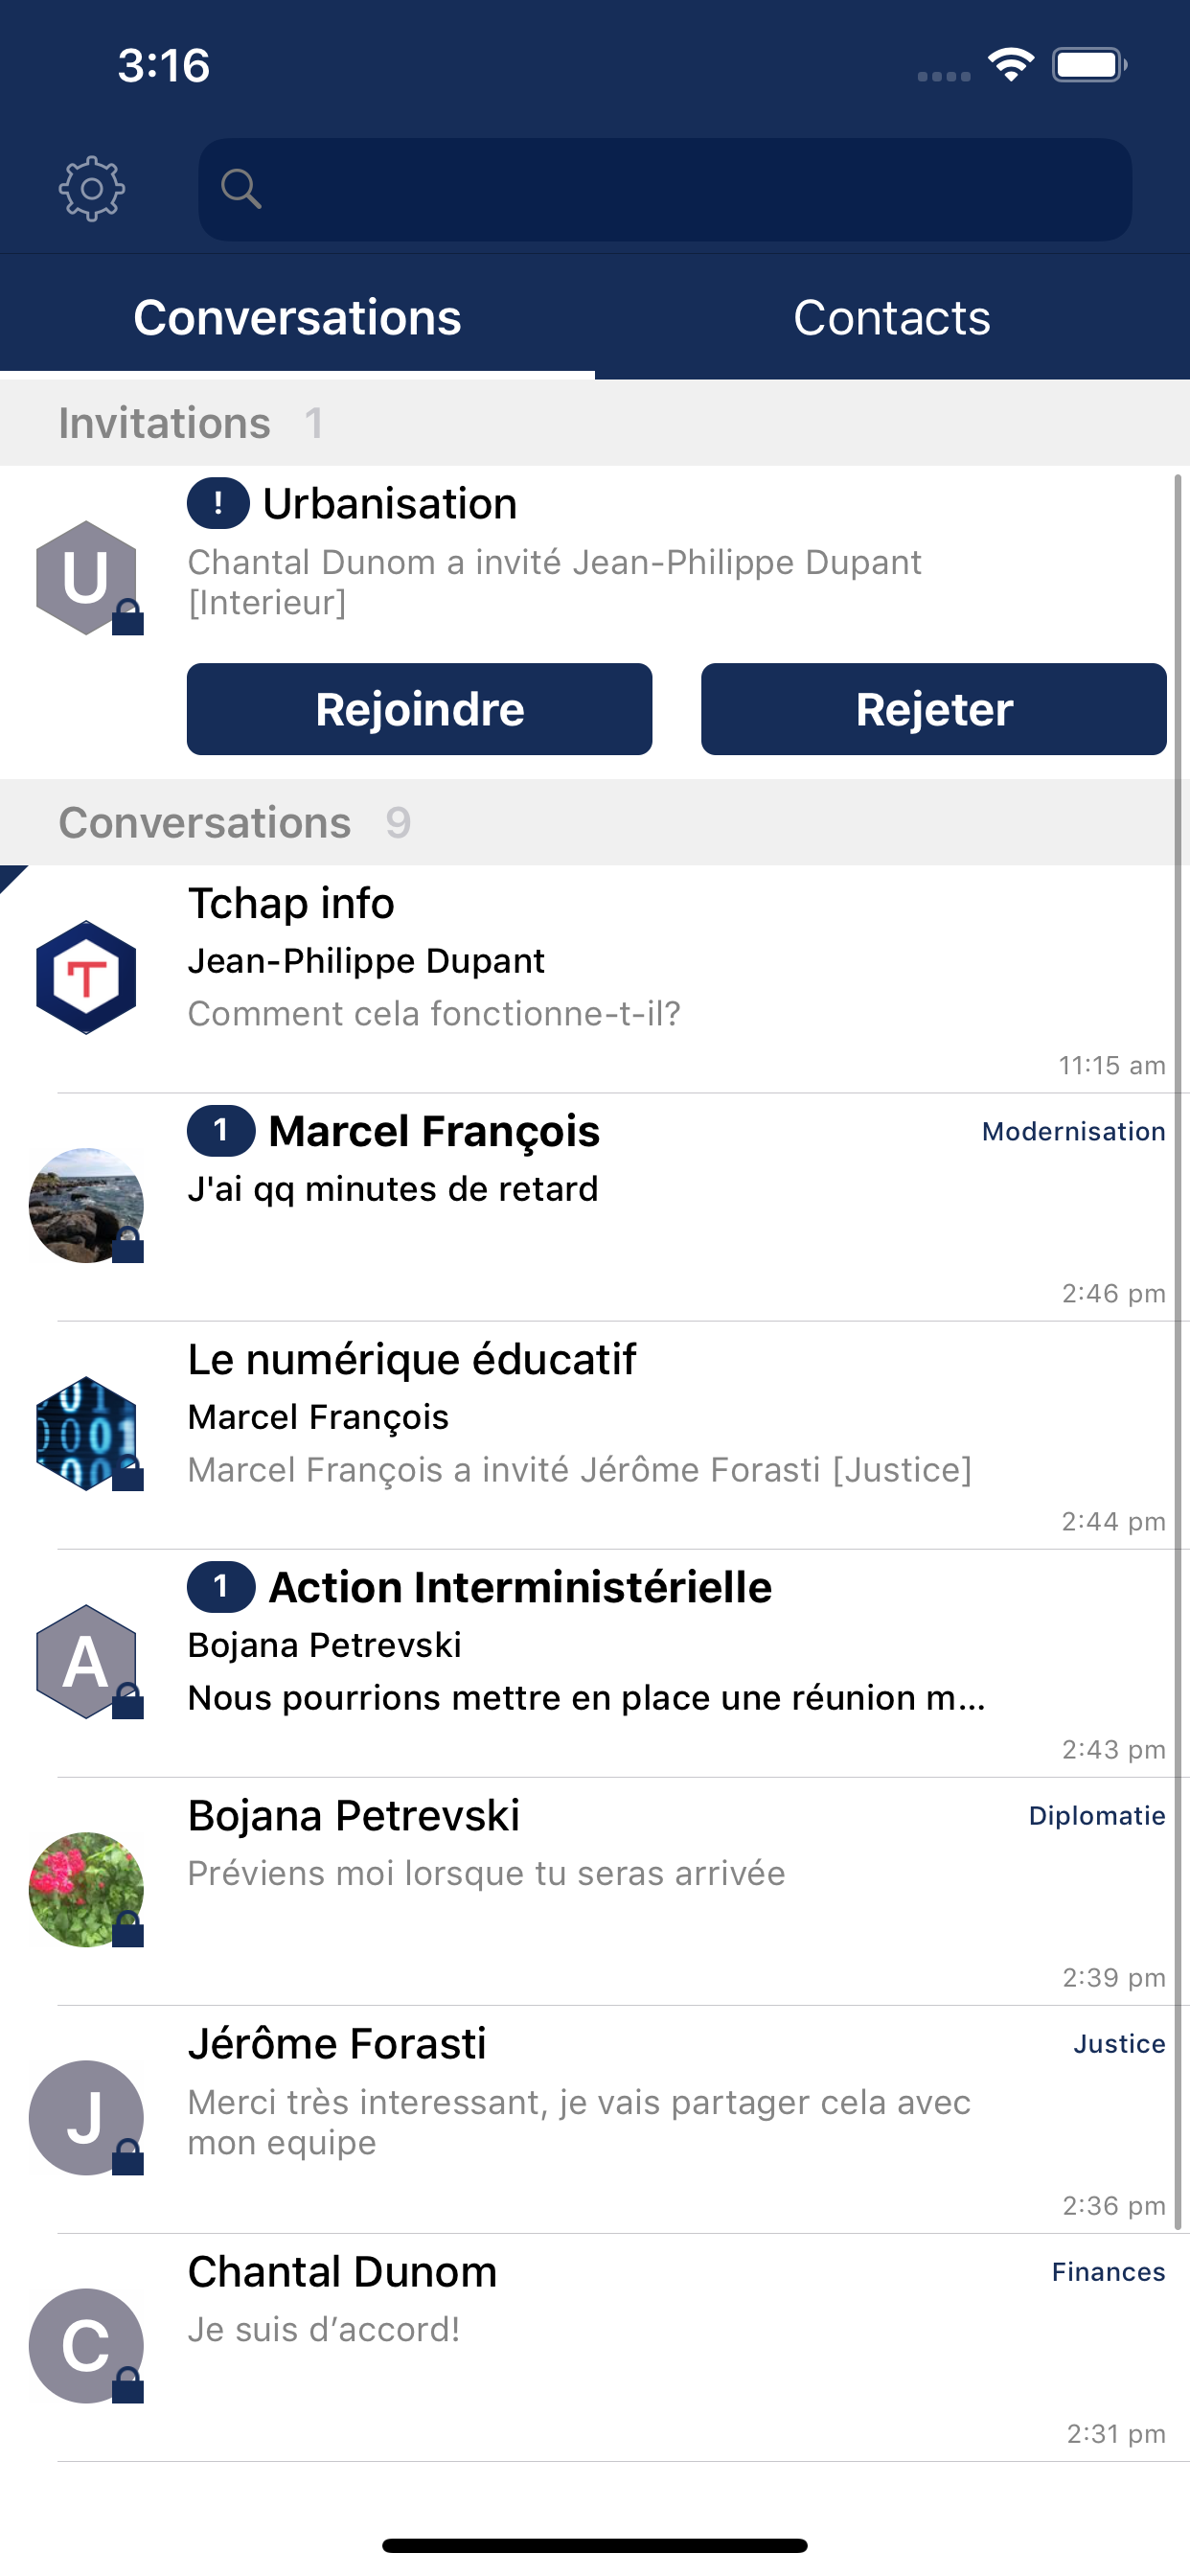 3:16
Conversations
Contacts
Invitations 1
U
! Urbanisation
Chantal Dunom a invité Jean-Philippe Dupant
[Interieur]
Rejoindre
Rejeter
Conversations 9
T
Tchap info
Jean-Philippe Dupant
Comment cela fonctionne-t-il?
11:15 am
1 Marcel François
Modernisation
J'ai qq minutes de retard
2:46 pm
Le numérique éducatif
Marcel François
Marcel François a invité Jérôme Forasti [Justice]
2:44 pm
A
1 Action Interministérielle
Bojana Petrevski
Nous pourrions mettre en place une réunion m...
2:43 pm
Bojana Petrevski
Diplomatie
Préviens moi lorsque tu seras arrivée
2:39 pm
J
Jérôme Forasti
Justice
Merci très interessant, je vais partager cela avec
mon equipe
2:36 pm
C
Chantal Dunom
Finances
Je suis d’accord!
2:31 pm